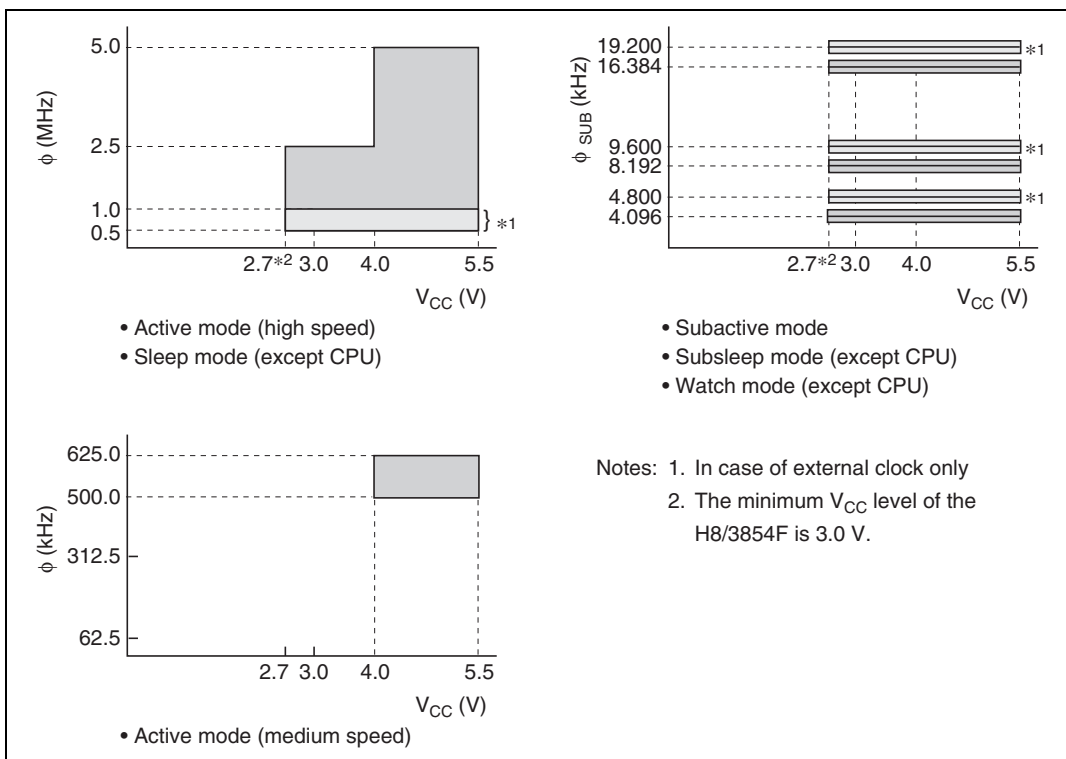 5.0
2.5
1.0
0.5
φ (MHz)
} *1
2.7*2 3.0 4.0 5.5
VCC (V)
• Active mode (high speed)
• Sleep mode (except CPU)
19.200
16.384
9.600
8.192
4.800
4.096
φ SUB (kHz)
*1
*1
*1
2.7*2 3.0 4.0 5.5
VCC (V)
• Subactive mode
• Subsleep mode (except CPU)
• Watch mode (except CPU)
625.0
500.0
312.5
62.5
φ (kHz)
2.7 3.0 4.0 5.5
VCC (V)
• Active mode (medium speed)
Notes: 1. In case of external clock only
2. The minimum VCC level of the
H8/3854F is 3.0 V.